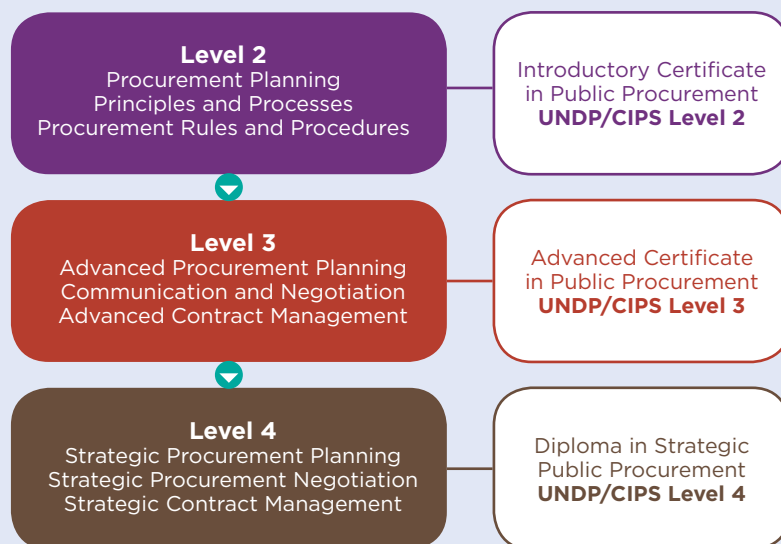 Level 2
Procurement Planning
Principles and Processes
Procurement Rules and Procedures
Introductory Certificate
in Public Procurement
UNDP/CIPS Level 2
Level 3
Advanced Procurement Planning
Communication and Negotiation
Advanced Contract Management
Advanced Certificate
in Public Procurement
UNDP/CIPS Level 3
Level 4
Strategic Procurement Planning
Strategic Procurement Negotiation
Strategic Contract Management
Diploma in Strategic
Public Procurement
UNDP/CIPS Level 4